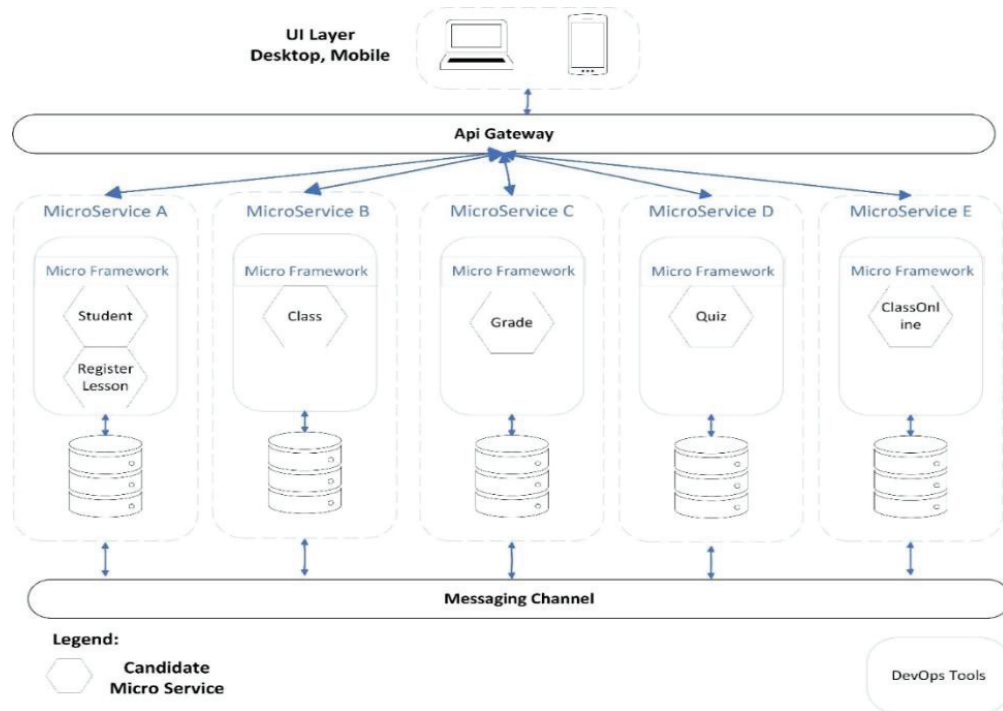 UI Layer
Desktop, Mobile
Api Gateway
MicroService A
MicroService B
MicroService C
MicroService D
MicroService E
Micro Framework
Micro Framework
Micro Framework
Micro Framework
Micro Framework
Student
Class
Grade
Quiz
ClassOnl
ine
Register
Lesson
Messaging Channel
Legend:
Candidate
Micro Service
DevOps Tools